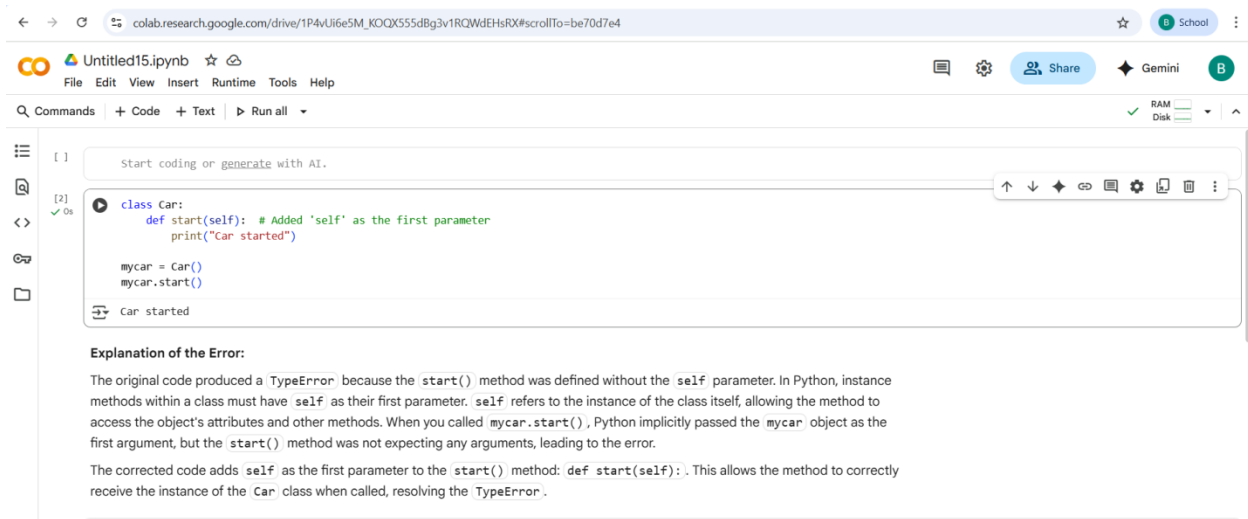 colab.research.google.com/drive/1P4vUi6e5M_KOQX555dBg3v1RQWdEHsRX#scrollTo=be70d7e4
B School
CO
Untitled15.ipynb
File Edit View Insert Runtime Tools Help
Share
Gemini
B
Commands + Code + Text Run all
RAM
Disk
[ ] Start coding or generate with AI.
[2]
0s
class Car:
    def start(self):  # Added 'self' as the first parameter
        print("Car started")
mycar = Car()
mycar.start()
Car started
Explanation of the Error:
The original code produced a TypeError because the start() method was defined without the self parameter. In Python, instance
methods within a class must have self as their first parameter. self refers to the instance of the class itself, allowing the method to
access the object's attributes and other methods. When you called mycar.start(), Python implicitly passed the mycar object as the
first argument, but the start() method was not expecting any arguments, leading to the error.
The corrected code adds self as the first parameter to the start() method: def start(self):. This allows the method to correctly
receive the instance of the Car class when called, resolving the TypeError.